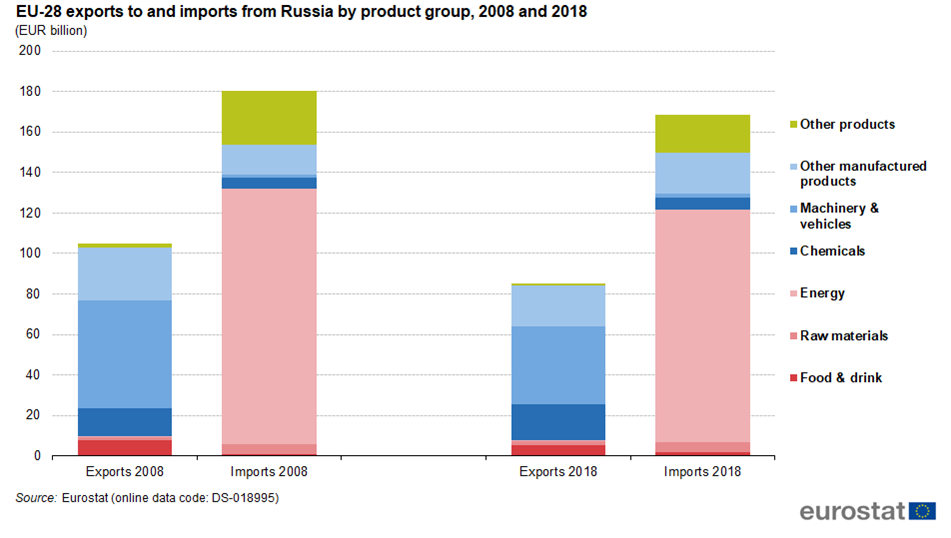 EU-28 exports to and imports from Russia by product group, 2008 and 2018
(EUR billion)
200
180
160
140
120
100
80
60
40
20
0
Exports 2008
Imports 2008
Exports 2018
Imports 2018
Other products
Other manufactured
products
Machinery &
vehicles
Chemicals
Energy
Raw materials
Food & drink
Source: Eurostat (online data code: DS-018995)
eurostat